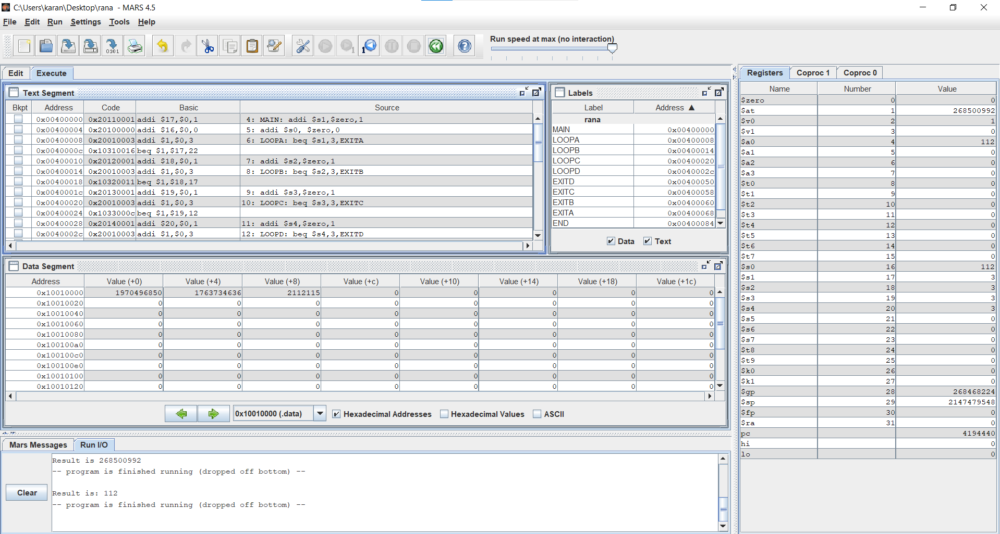 C:\Users\karan\Desktop\rana - MARS 4.5
File Edit Run Settings Tools Help
Run speed at max (no interaction)
Edit Execute
Text Segment
Bkpt Address Code Basic Source
0x00400000 0x20110001 addi $17,$0,1 4: MAIN: addi $s1,$zero,1
0x00400004 0x20100000 addi $16,$0,0 5: addi $s0, $zero,0
0x00400008 0x20010003 addi $1,$0,3 6: LOOPA: beq $s1,3,EXITA
0x0040000c 0x10310016 beq $1,$17,22
0x00400010 0x20120001 addi $18,$0,1 7: addi $s2,$zero,1
0x00400014 0x20010003 addi $1,$0,3 8: LOOPB: beq $s2,3,EXITB
0x00400018 0x10320011 beq $1,$18,17
0x0040001c 0x20130001 addi $19,$0,1 9: addi $s3,$zero,1
0x00400020 0x20010003 addi $1,$0,3 10: LOOPC: beq $s3,3,EXITC
0x00400024 0x1033000c beq $1,$19,12
0x00400028 0x20140001 addi $20,$0,1 11: addi $s4,$zero,1
0x0040002c 0x20010003 addi $1,$0,3 12: LOOPD: beq $s4,3,EXITD
Labels
Label Address ▲
rana
MAIN 0x00400000
LOOPA 0x00400008
LOOPB 0x00400014
LOOPC 0x00400020
LOOPD 0x0040002c
EXITD 0x00400050
EXITC 0x00400058
EXITB 0x00400060
EXITA 0x00400068
END 0x00400084
Data Text
Data Segment
Address Value (+0) Value (+4) Value (+8) Value (+c) Value (+10) Value (+14) Value (+18) Value (+1c)
0x10010000 1970496850 1763734636 2112115 0 0 0 0 0
0x10010020 0 0 0 0 0 0 0 0
0x10010040 0 0 0 0 0 0 0 0
0x10010060 0 0 0 0 0 0 0 0
0x10010080 0 0 0 0 0 0 0 0
0x100100a0 0 0 0 0 0 0 0 0
0x100100c0 0 0 0 0 0 0 0 0
0x100100e0 0 0 0 0 0 0 0 0
0x10010100 0 0 0 0 0 0 0 0
0x10010120 0 0 0 0 0 0 0 0
0x10010000 (.data) Hexadecimal Addresses Hexadecimal Values ASCII
Mars Messages Run I/O
Clear
Result is 268500992
-- program is finished running (dropped off bottom) --
Result is: 112
-- program is finished running (dropped off bottom) --
Registers Coproc 1 Coproc 0
Name Number Value
$zero 0 0
$at 1 268500992
$v0 2 1
$v1 3 0
$a0 4 112
$a1 5 0
$a2 6 0
$a3 7 0
$t0 8 0
$t1 9 0
$t2 10 0
$t3 11 0
$t4 12 0
$t5 13 0
$t6 14 0
$t7 15 0
$s0 16 112
$s1 17 3
$s2 18 3
$s3 19 3
$s4 20 3
$s5 21 0
$s6 22 0
$s7 23 0
$t8 24 0
$t9 25 0
$k0 26 0
$k1 27 0
$gp 28 268468224
$sp 29 2147479548
$fp 30 0
$ra 31 0
pc 4194440
hi 0
lo 0